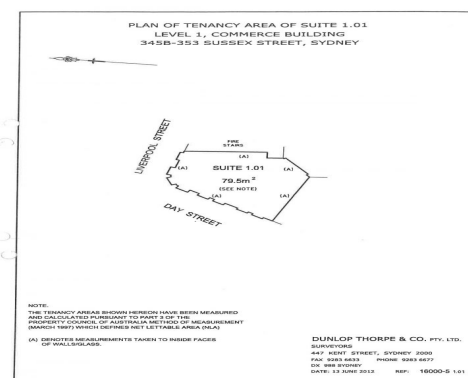 PLAN OF TENANCY AREA OF SUITE 1.01
LEVEL 1, COMMERCE BUILDING
345B-353 SUSSEX STREET, SYDNEY
LIVERPOOL STREET
FIRE
STAIRS
(A)
(A)
SUITE 1.01
(A)
79.5m²
(SEE NOTE)
(A)
(A)
DAY STREET
NOTE.
THE TENANCY AREAS SHOWN HEREON HAVE BEEN MEASURED
AND CALCULATED PURSUANT TO PART 3 OF THE
PROPERTY COUNCIL OF AUSTRALIA METHOD OF MEASUREMENT
(MARCH 1997) WHICH DEFINES NET LETTABLE AREA (NLA)
(A) DENOTES MEASUREMENTS TAKEN TO INSIDE FACES
OF WALLS/GLASS.
DUNLOP THORPE & CO. PTY. LTD.
SURVEYORS
447 KENT STREET, SYDNEY 2000
FAX 9283 6633 PHONE 9283 6677
DX 988 SYDNEY
DATE: 13 JUNE 2013 REF: 16000-S 1.01